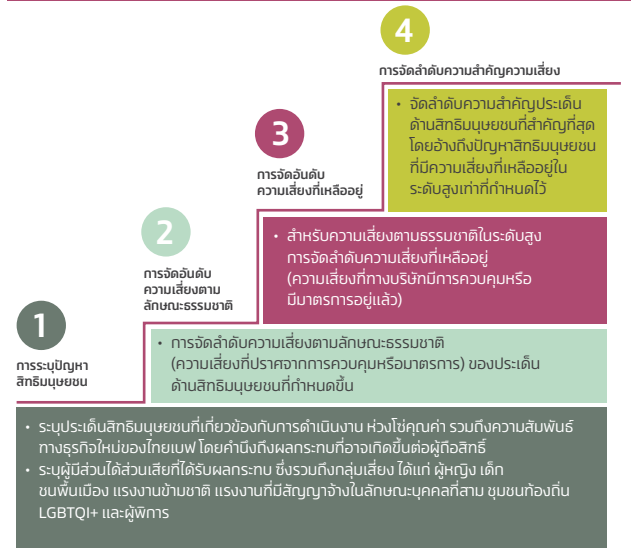 4
การจัดลำดับความสำคัญความเสี่ยง
• จัดลำดับความสำคัญประเด็น
ด้านสิทธิมนุษยชนที่สำคัญที่สุด
โดยอ้างถึงปัญหาสิทธิมนุษยชน
ที่มีความเสี่ยงที่เหลืออยู่ใน
ระดับสูงเท่าที่กำหนดไว้
3
การจัดอันดับ
ความเสี่ยงที่เหลืออยู่
• สำหรับความเสี่ยงตามธรรมชาติในระดับสูง
การจัดลำดับความเสี่ยงที่เหลืออยู่
(ความเสี่ยงที่ทางบริษัทมีการควบคุมหรือ
มีมาตรการอยู่แล้ว)
2
การจัดอันดับ
ความเสี่ยงตาม
ลักษณะธรรมชาติ
• การจัดลำดับความเสี่ยงตามลักษณะธรรมชาติ
(ความเสี่ยงที่ปราศจากการควบคุมหรือมาตรการ) ของประเด็น
ด้านสิทธิมนุษยชนที่กำหนดขึ้น
1
การระบุปัญหา
สิทธิมนุษยชน
• ระบุประเด็นสิทธิมนุษยชนที่เกี่ยวข้องกับการดำเนินงาน ห่วงโซ่คุณค่า รวมถึงความสัมพันธ์
ทางธุรกิจใหม่ของไทยเบฟ โดยคำนึงถึงผลกระทบที่อาจเกิดขึ้นต่อผู้ถือสิทธิ์
• ระบุผู้มีส่วนได้ส่วนเสียที่ได้รับผลกระทบ ซึ่งรวมถึงกลุ่มเสี่ยง ได้แก่ ผู้หญิง เด็ก
ชนพื้นเมือง แรงงานข้ามชาติ แรงงานที่มีสัญญาจ้างในลักษณะบุคคลที่สาม ชุมชนท้องถิ่น
LGBTQI+ และผู้พิการ